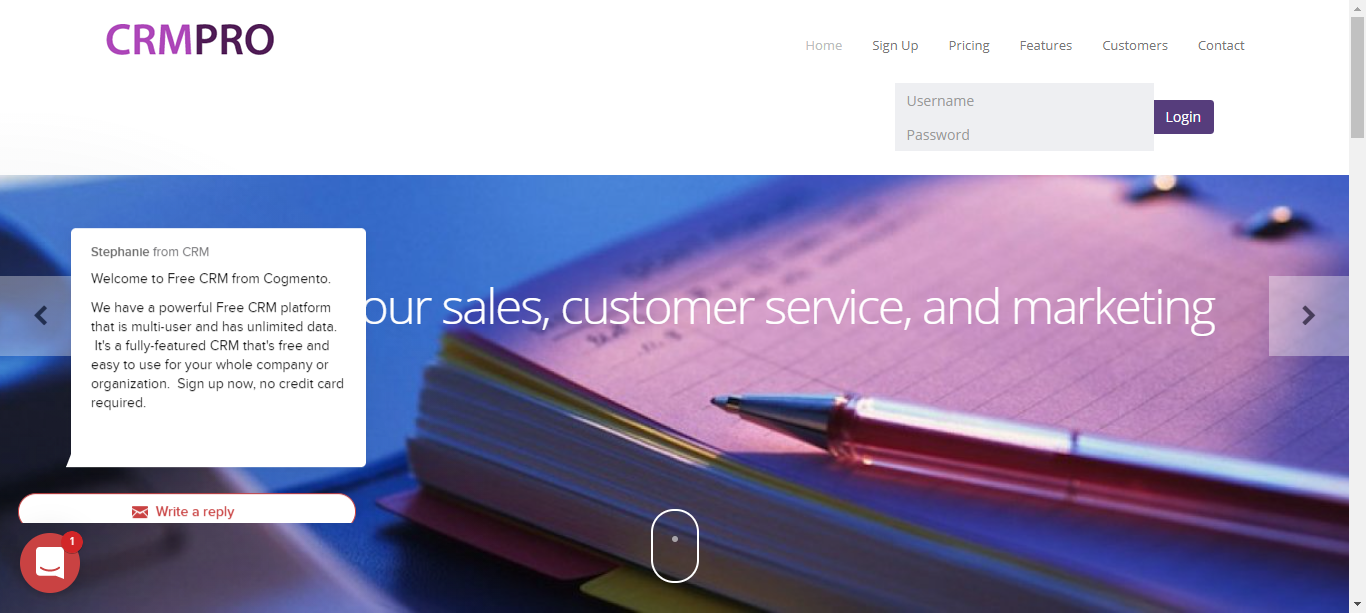 CRMPRO
Home Sign Up Pricing Features Customers Contact
Username
Password
Login
Stephanie from CRM
Welcome to Free CRM from Cogmento.
We have a powerful Free CRM platform
that is multi-user and has unlimited data.
It's a fully-featured CRM that's free and
easy to use for your whole company or
organization. Sign up now, no credit card
required.
our sales, customer service, and marketing
Write a reply
1